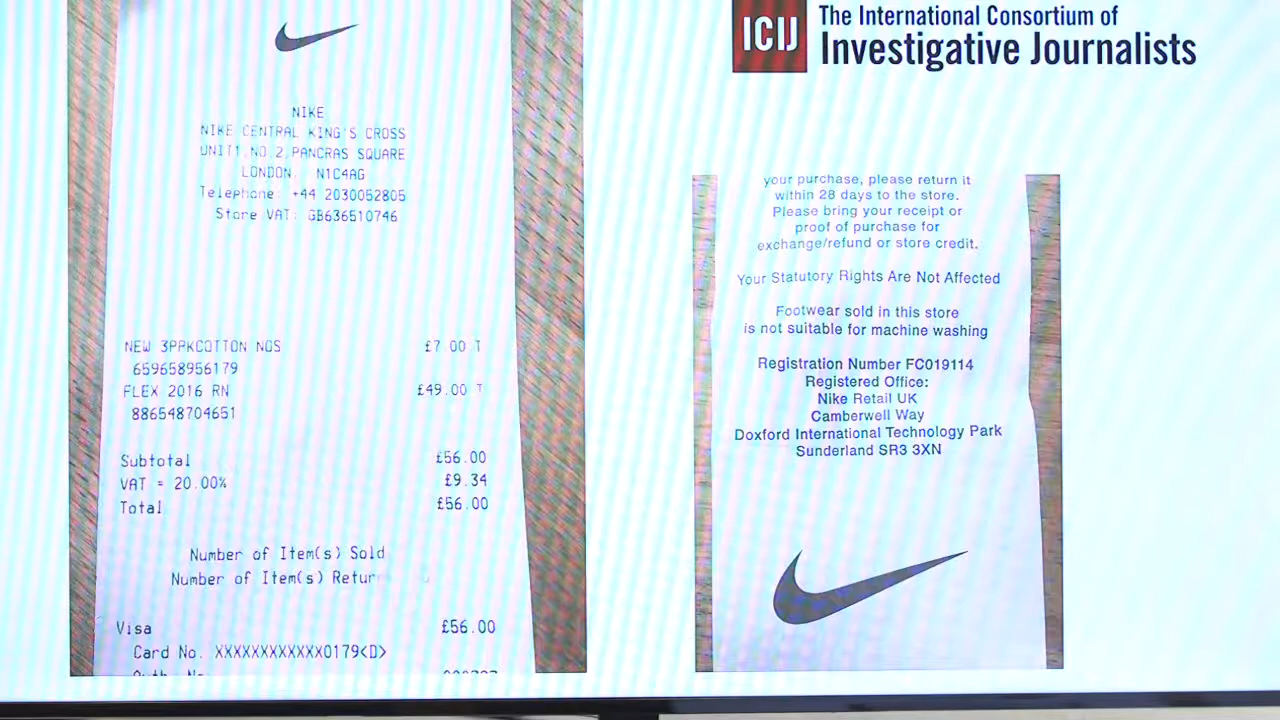 NIKE
NIKE CENTRAL KING'S CROSS
UNIT1,NO.2,PANCRAS SQUARE
LONDON, N1C4AG
Telephone: +44 2030052805
Store VAT: GB636510746
NEW 3PPKCOTTON NOS £7.00 T
659658956179
FLEX 2016 RN £49.00 T
886548704651
Subtotal £56.00
VAT = 20.00% £9.34
Total £56.00
Number of Item(s) Sold
Number of Item(s) Retur
Visa £56.00
Card No. XXXXXXXXXXXX0179<D>
ICIJ The International Consortium of
Investigative Journalists
your purchase, please return it
within 28 days to the store.
Please bring your receipt or
proof of purchase for
exchange/refund or store credit.
Your Statutory Rights Are Not Affected
Footwear sold in this store
is not suitable for machine washing
Registration Number FC019114
Registered Office:
Nike Retail UK
Camberwell Way
Doxford International Technology Park
Sunderland SR3 3XN